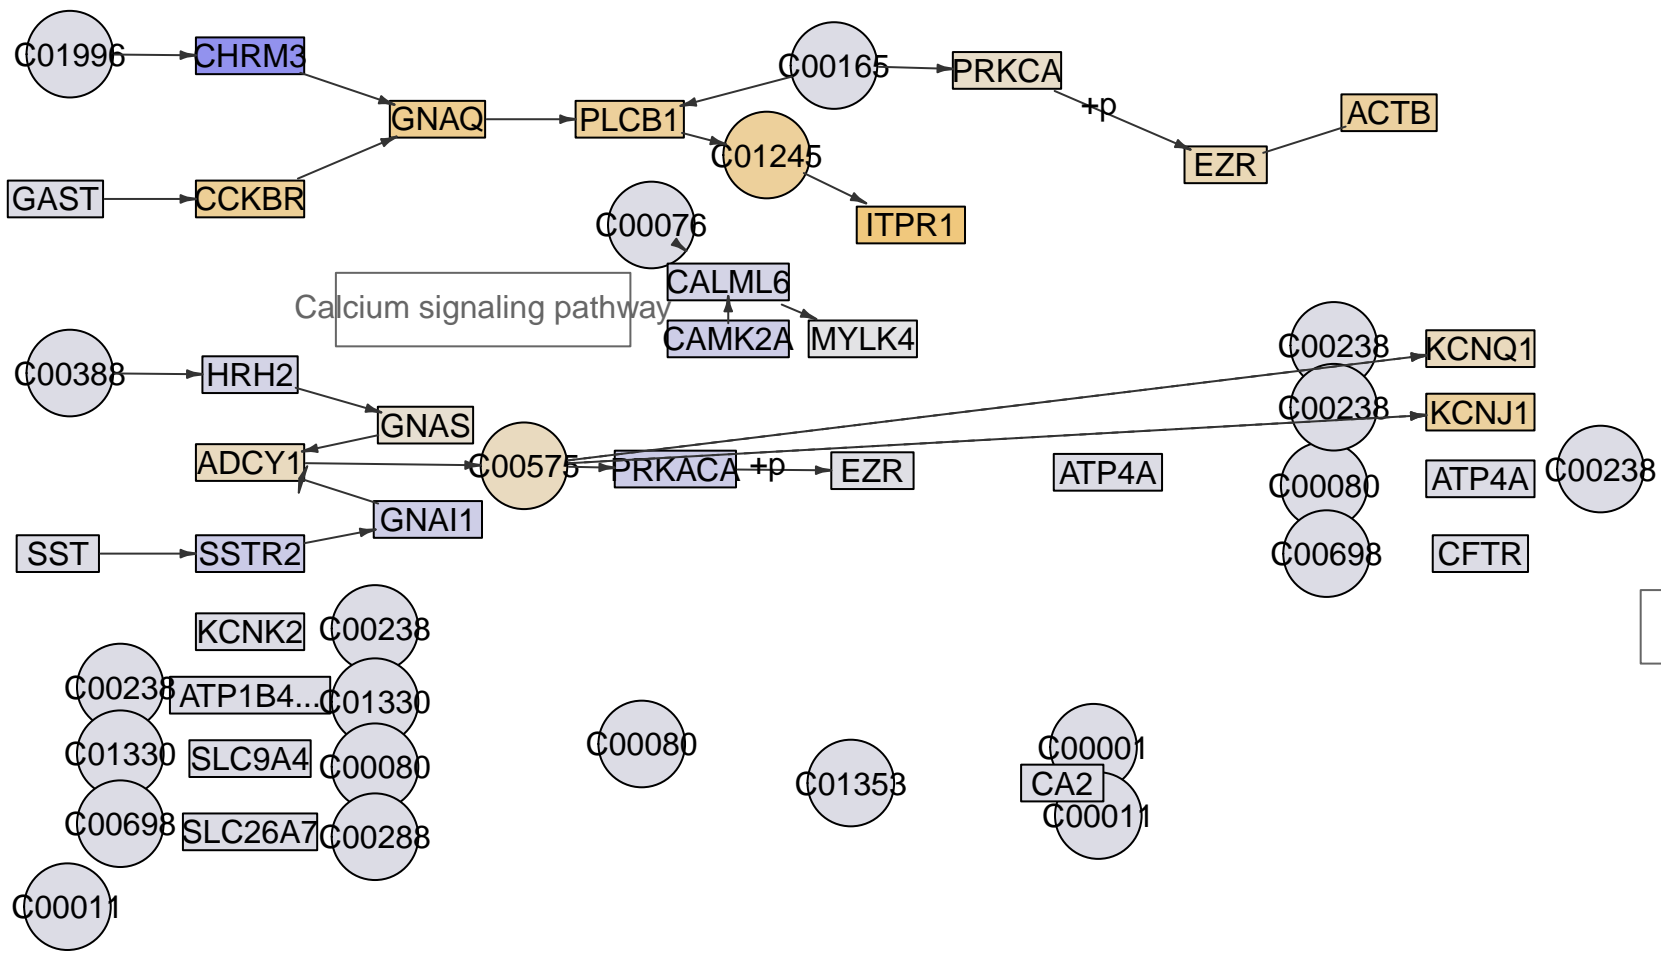 C01996
CHRM3
C00165
PRKCA
+p
ACTB
GNAQ
PLCB1
C01245
EZR
GAST
CCKBR
C00076
ITPR1
CALML6
Calcium signaling pathway
CAMK2A
MYLK4
C00238
KCNQ1
C00388
HRH2
C00238
KCNJ1
GNAS
ADCY1
C00575
PRKACA
+p
EZR
ATP4A
C00080
ATP4A
C00238
GNAI1
SST
SSTR2
C00698
CFTR
KCNK2
C00238
C00238
ATP1B4...
C01330
C01330
SLC9A4
C00080
C00080
C01353
C00001
CA2
C00011
C00698
SLC26A7
C00288
C00011